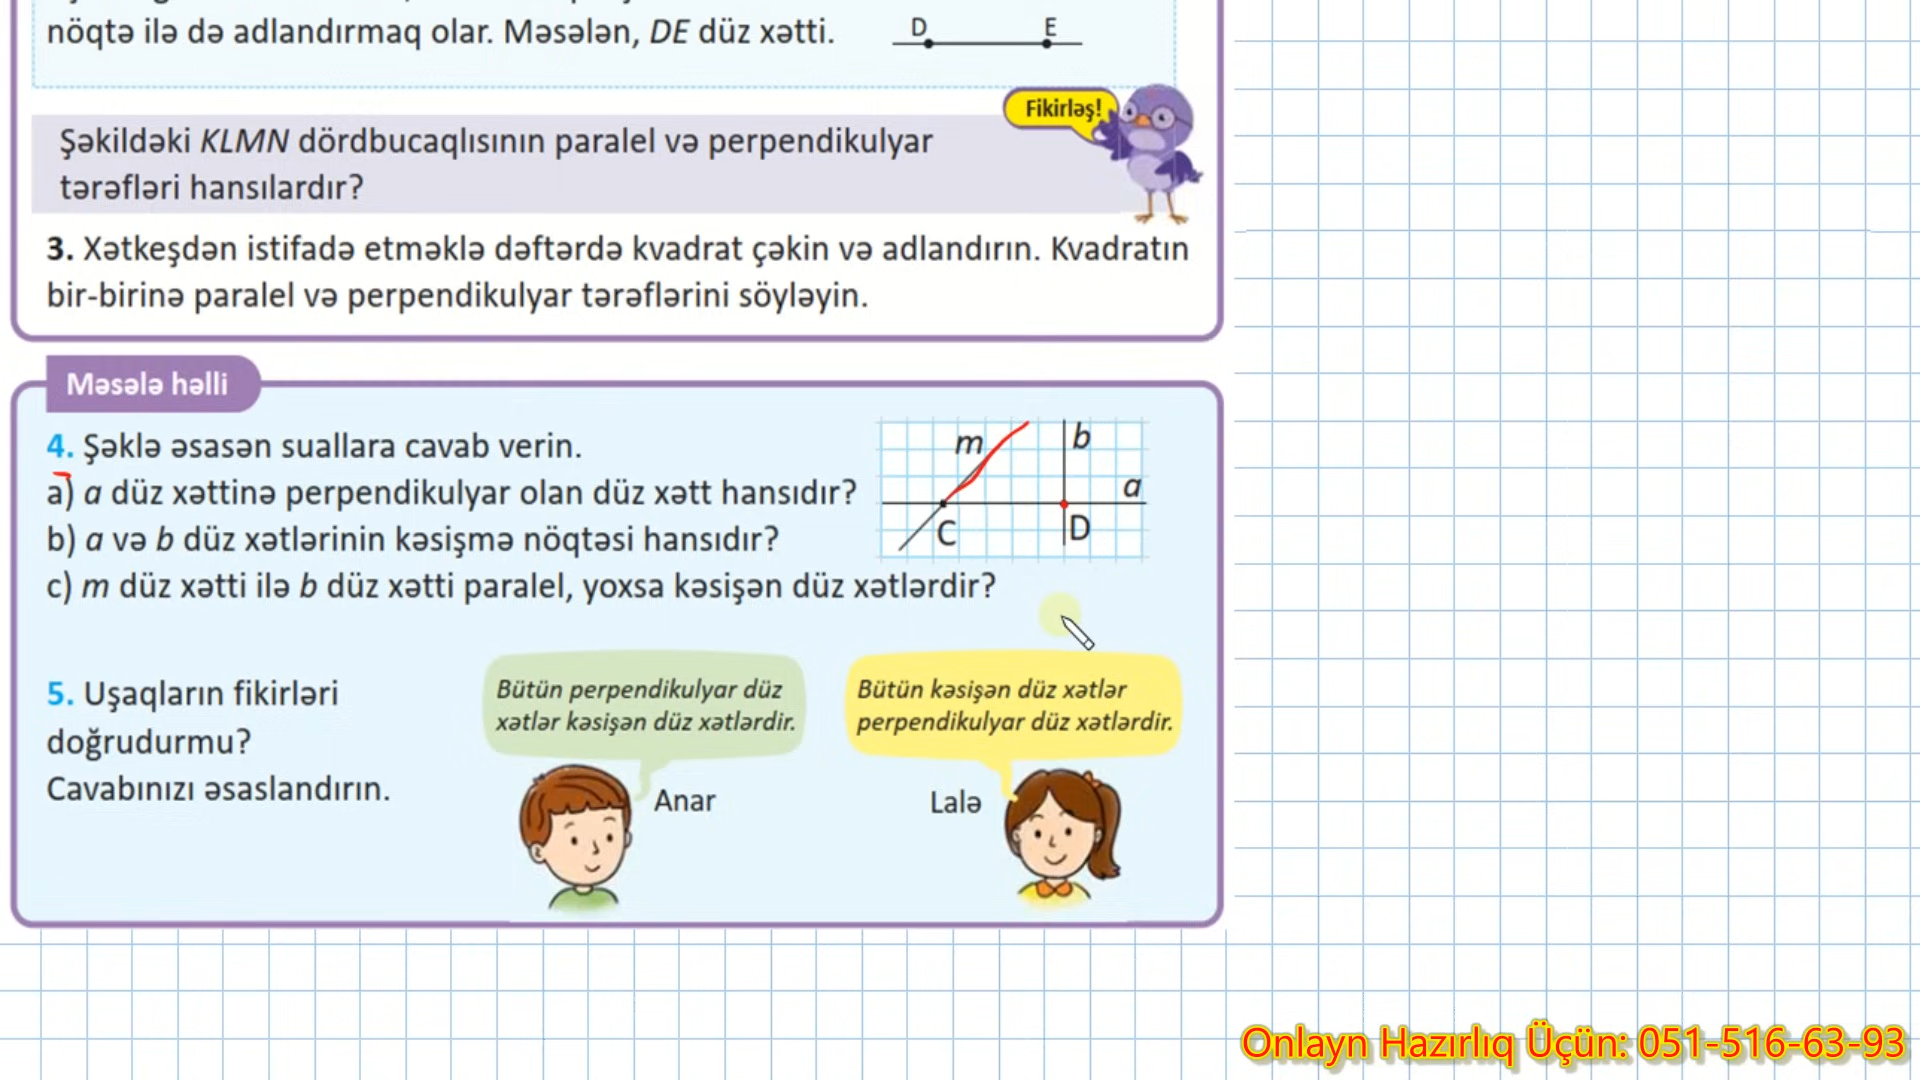 nöqtə ilə də adlandırmaq olar. Məsələn, DE düz xətti.
D E
Fikirləş!
Şəkildəki KLMN dördbucaqlısının paralel və perpendikulyar
tərəfləri hansılardır?
3. Xətkeşdən istifadə etməklə dəftərdə kvadrat çəkin və adlandırın. Kvadratın
bir-birinə paralel və perpendikulyar tərəflərini söyləyin.
Məsələ həlli
4. Şəklə əsasən suallara cavab verin.
a) a düz xəttinə perpendikulyar olan düz xətt hansıdır?
b) a və b düz xətlərinin kəsişmə nöqtəsi hansıdır?
c) m düz xətti ilə b düz xətti paralel, yoxsa kəsişən düz xətlərdir?
m b
a
C D
5. Uşaqların fikirləri
doğrudurmu?
Cavabınızı əsaslandırın.
Bütün perpendikulyar düz
xətlər kəsişən düz xətlərdir.
Anar
Bütün kəsişən düz xətlər
perpendikulyar düz xətlərdir.
Lalə
Onlayn Hazırlıq Üçün: 051-516-63-93